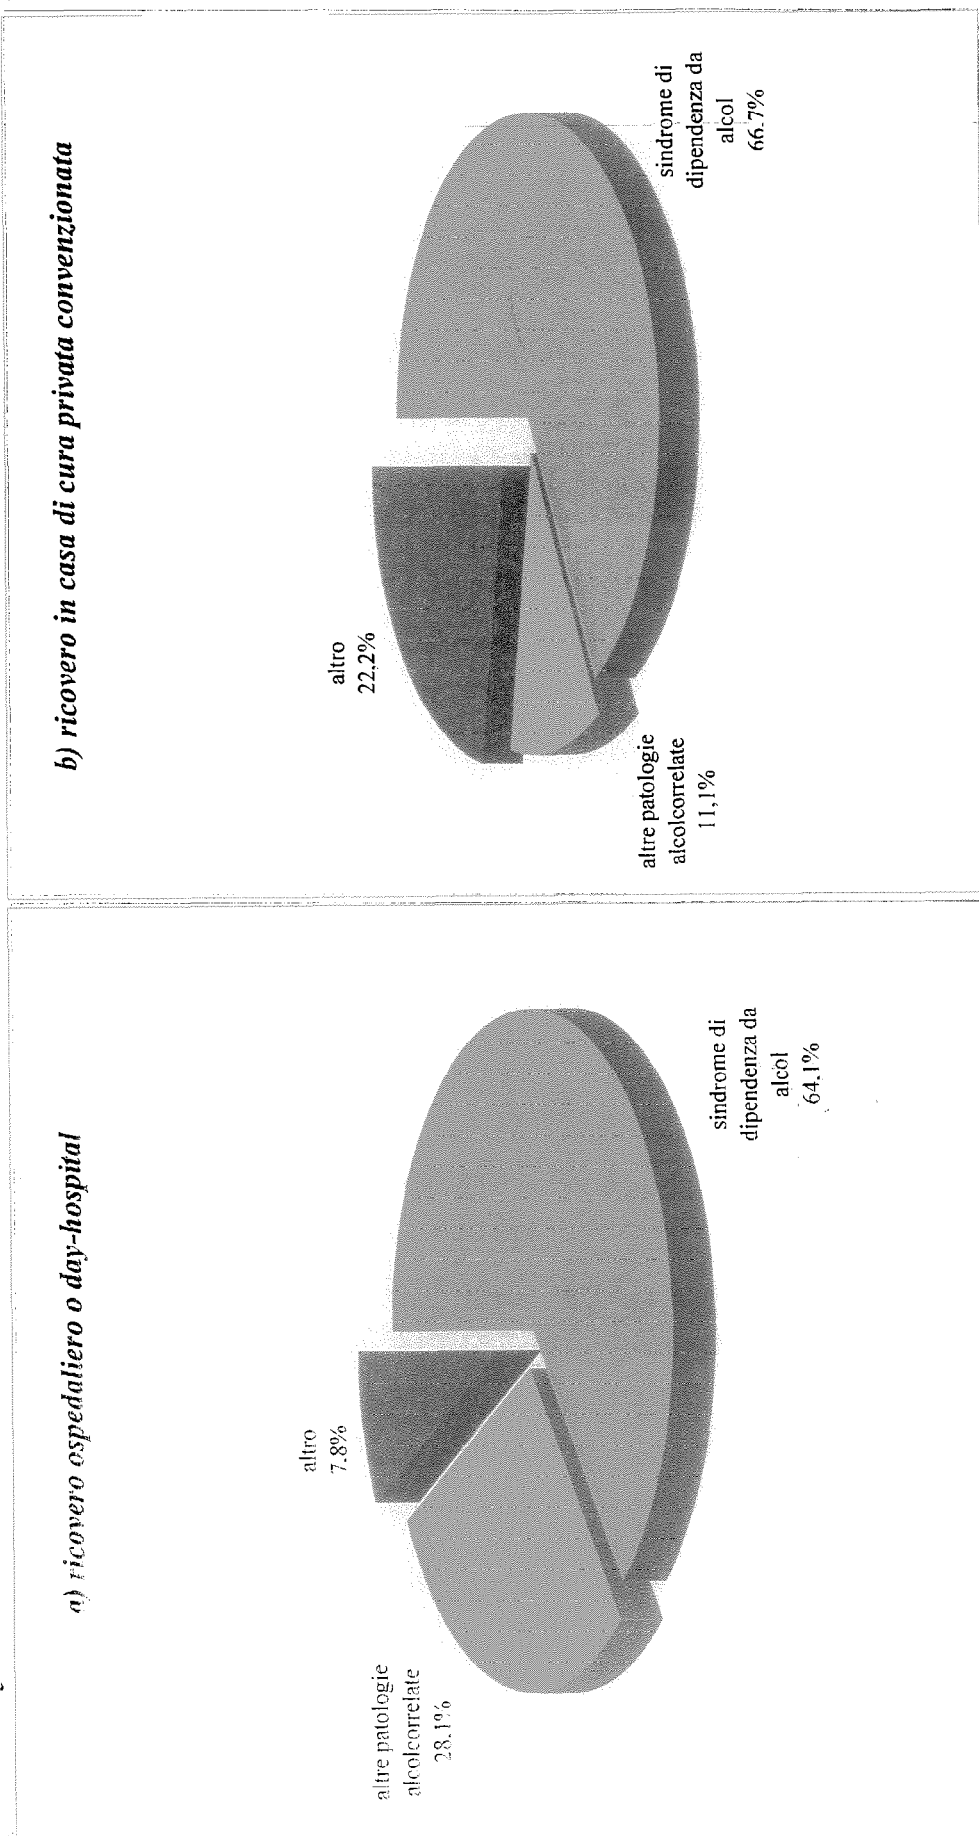 a) ricovero ospedaliero o day-hospital
altro
7.8%
altre patologie
alcolcorrelate
28.1%
sindrome di
dipendenza da
alcol
64.1%
b) ricovero in casa di cura privata convenzionata
altro
22,2%
altre patologie
alcolcorrelate
11,1%
sindrome di
dipendenza da
alcol
66.7%